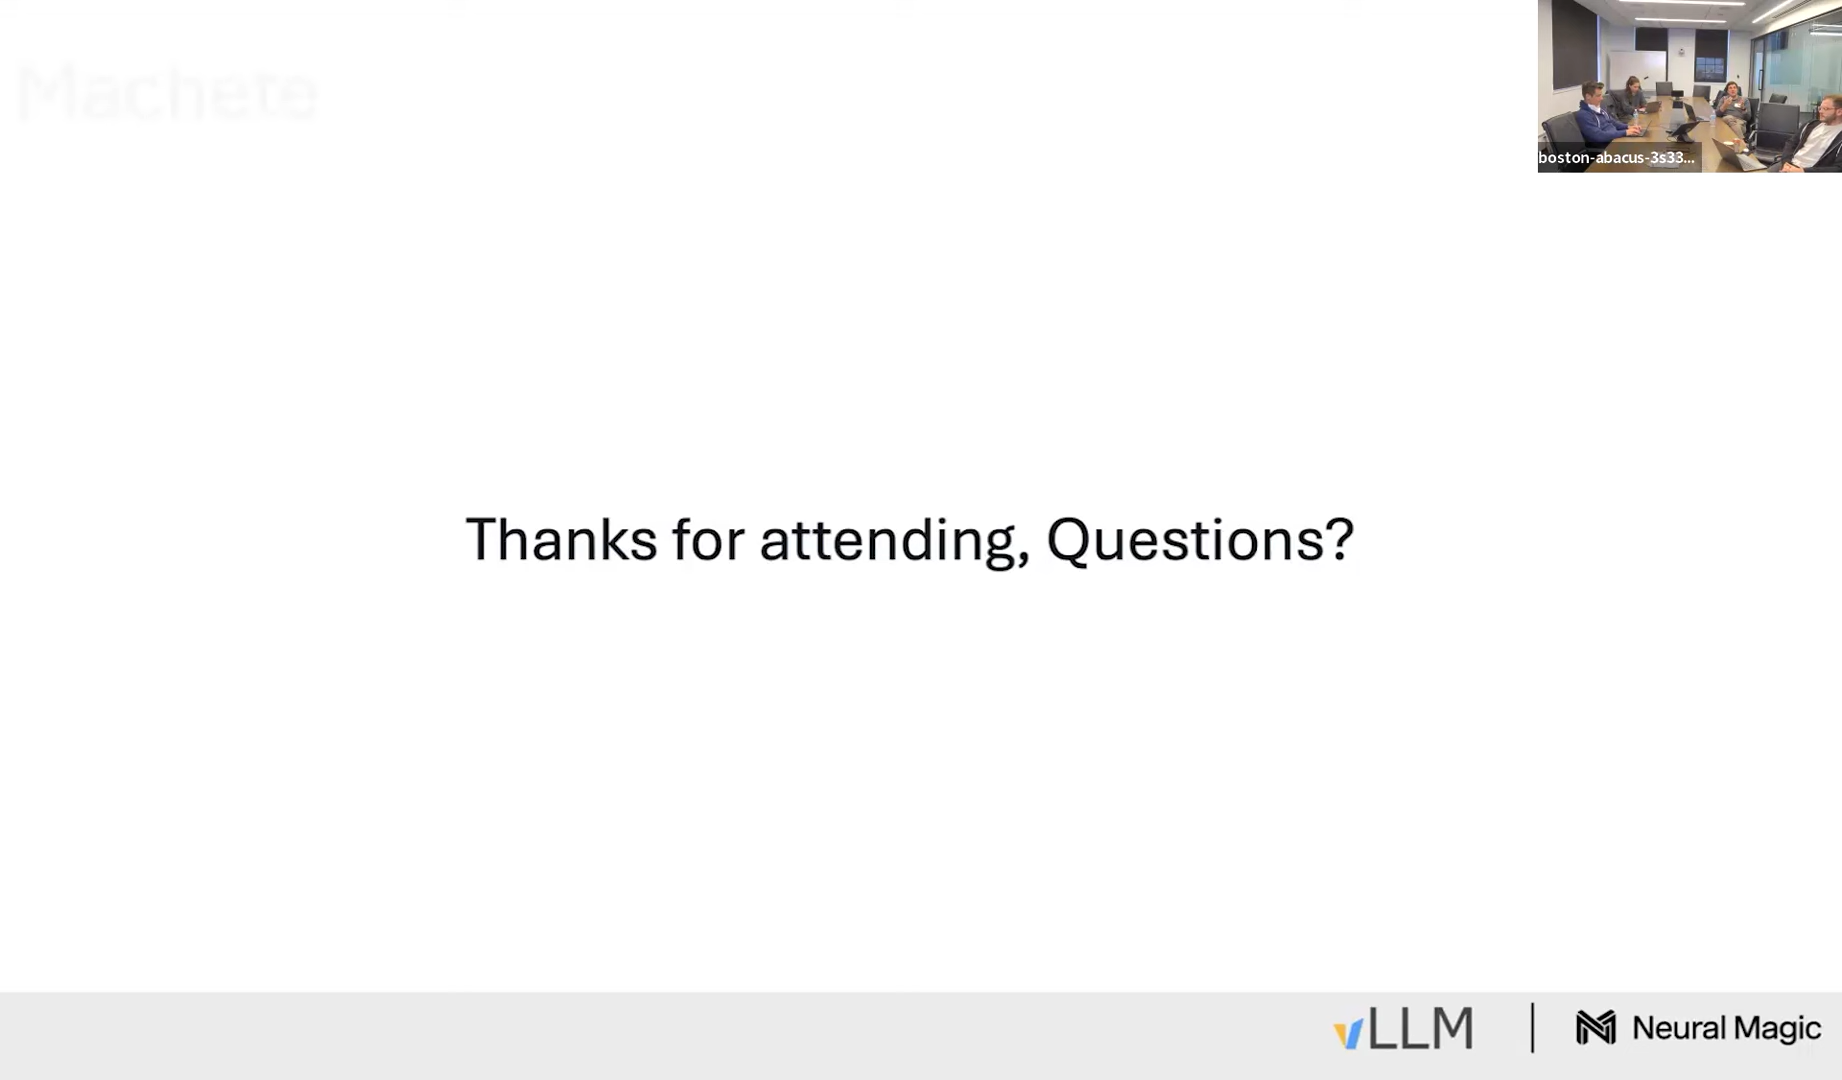 Machete
boston-abacus-3s33...
Thanks for attending, Questions?
vLLM
Neural Magic